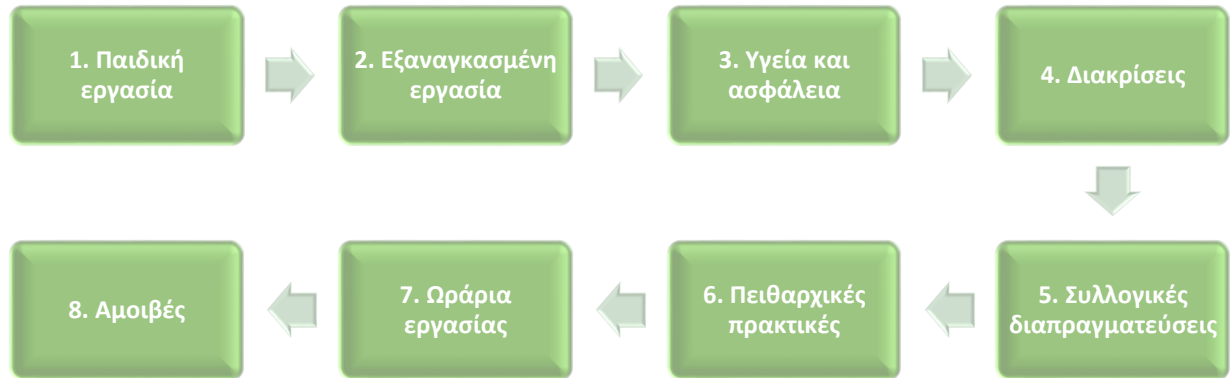 1. Παιδική
εργασία
2. Εξαναγκασμένη
εργασία
3. Υγεία και
ασφάλεια
4. Διακρίσεις
5. Συλλογικές
διαπραγματεύσεις
6. Πειθαρχικές
πρακτικές
7. Ωράρια
εργασίας
8. Αμοιβές